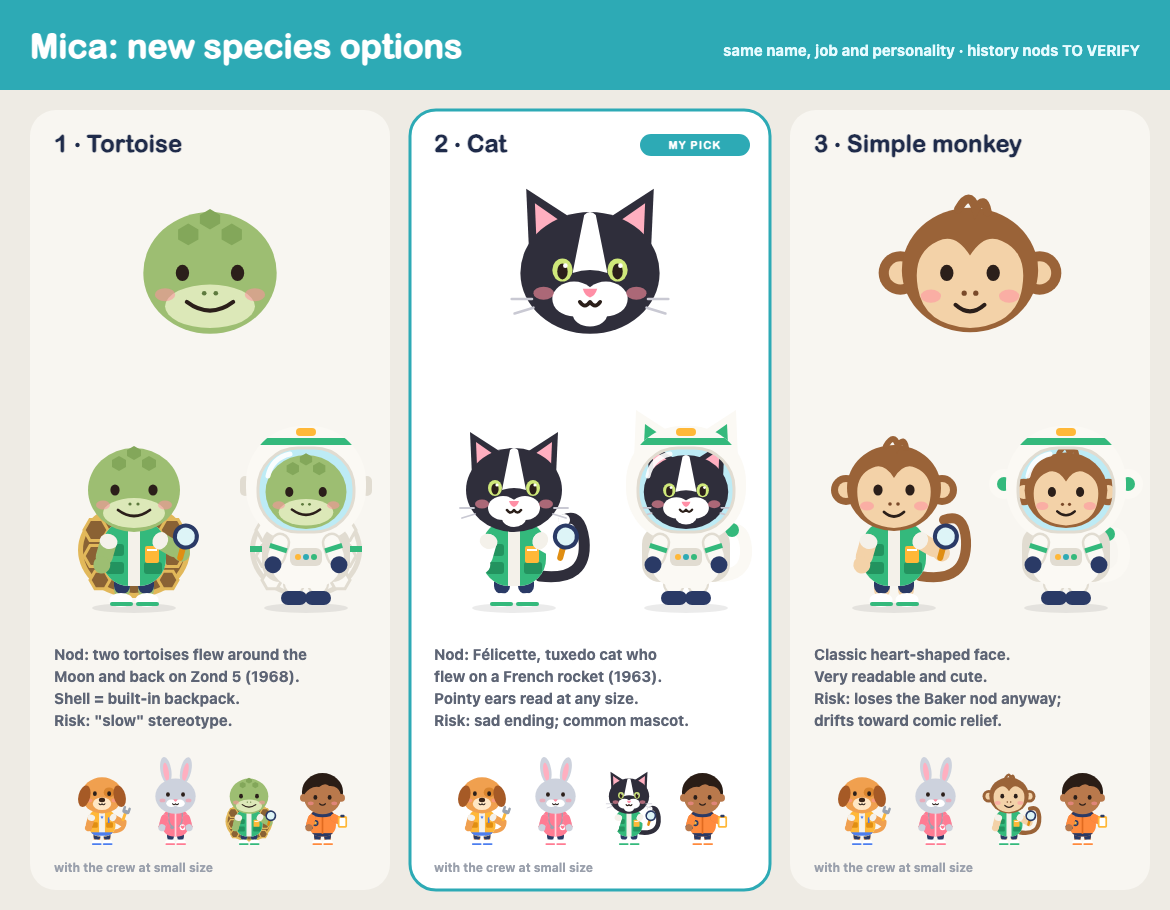 Mica: new species options
same name, job and personality · history nods TO VERIFY
1 · Tortoise
Nod: two tortoises flew around the
Moon and back on Zond 5 (1968).
Shell = built-in backpack.
Risk: "slow" stereotype.
with the crew at small size
2 · Cat
MY PICK
Nod: Félicette, tuxedo cat who
flew on a French rocket (1963).
Pointy ears read at any size.
Risk: sad ending; common mascot.
with the crew at small size
3 · Simple monkey
Classic heart-shaped face.
Very readable and cute.
Risk: loses the Baker nod anyway;
drifts toward comic relief.
with the crew at small size